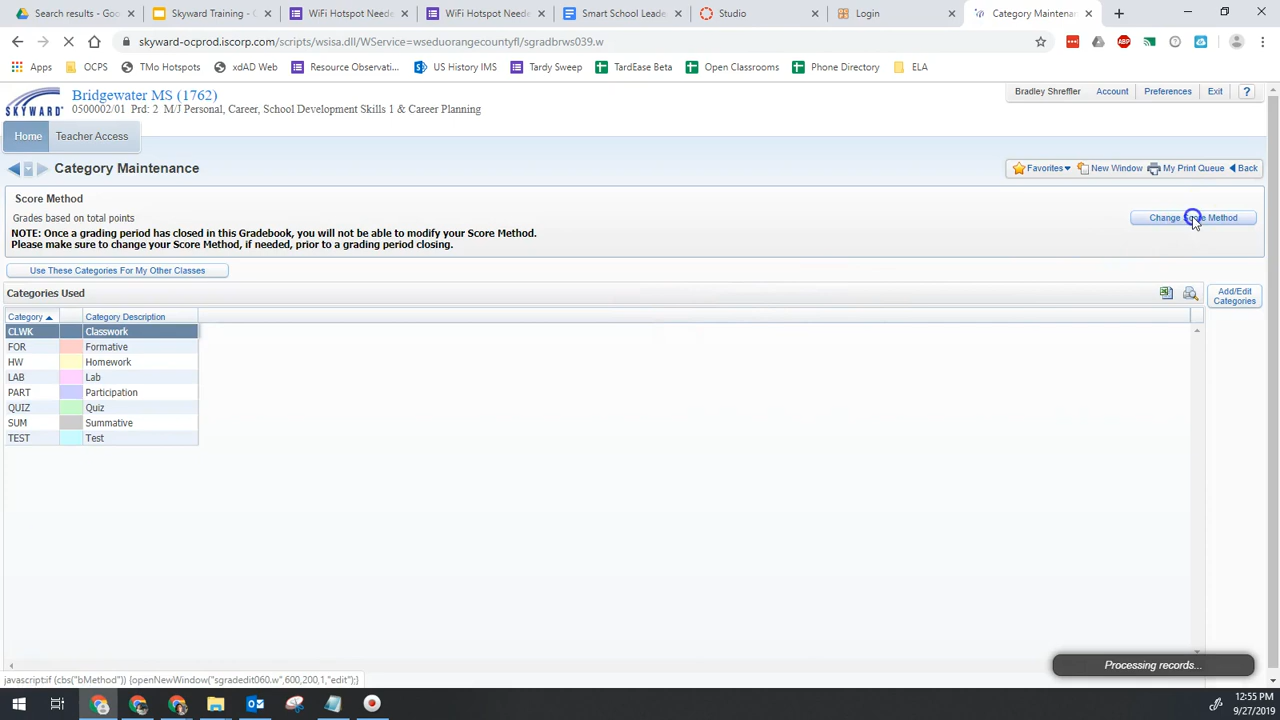 Search results - Goo
Skyward Training - G
WiFi Hotspot Neede
WiFi Hotspot Neede
Smart School Leade
Studio
Login
Category Maintenan
skyward-ocprod.iscorp.com/scripts/wsisa.dll/WService=wseduorangecountyfl/sgradbrws039.w
Apps
OCPS
TMo Hotspots
xdAD Web
Resource Observati...
US History IMS
Tardy Sweep
TardEase Beta
Open Classrooms
Phone Directory
ELA
SKYWARD
Bridgewater MS (1762)
0500002/01 Prd: 2 M/J Personal, Career, School Development Skills 1 & Career Planning
Bradley Shreffler
Account
Preferences
Exit
?
Home
Teacher Access
Category Maintenance
Favorites
New Window
My Print Queue
Back
Score Method
Grades based on total points
Change Score Method
NOTE: Once a grading period has closed in this Gradebook, you will not be able to modify your Score Method.
Please make sure to change your Score Method, if needed, prior to a grading period closing.
Use These Categories For My Other Classes
Categories Used
Add/Edit
Categories
Category
Category Description
CLWK Classwork
FOR Formative
HW Homework
LAB Lab
PART Participation
QUIZ Quiz
SUM Summative
TEST Test
Processing records...
javascript:if (cbs("bMethod")) {openNewWindow("sgradedit060.w",600,200,1,"edit");}
12:55 PM
9/27/2019